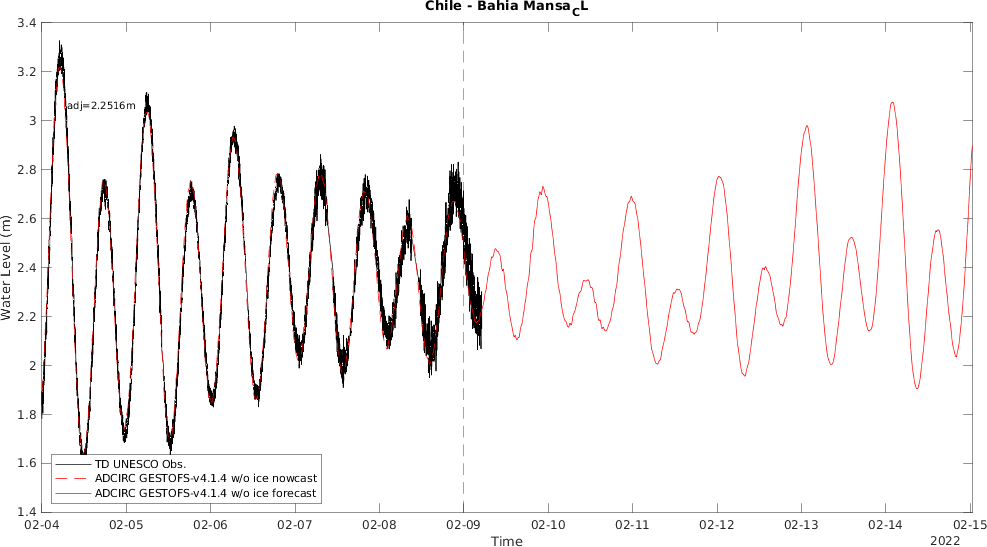 Chile - Bahia Mansa_CL
3.4
3.2
3
2.8
2.6
2.4
2.2
2
1.8
1.6
1.4
Water Level (m)
adj=2.2516m
TD UNESCO Obs.
ADCIRC GESTOFS-v4.1.4 w/o ice nowcast
ADCIRC GESTOFS-v4.1.4 w/o ice forecast
02-04 02-05 02-06 02-07 02-08 02-09 02-10 02-11 02-12 02-13 02-14 02-15
Time
2022